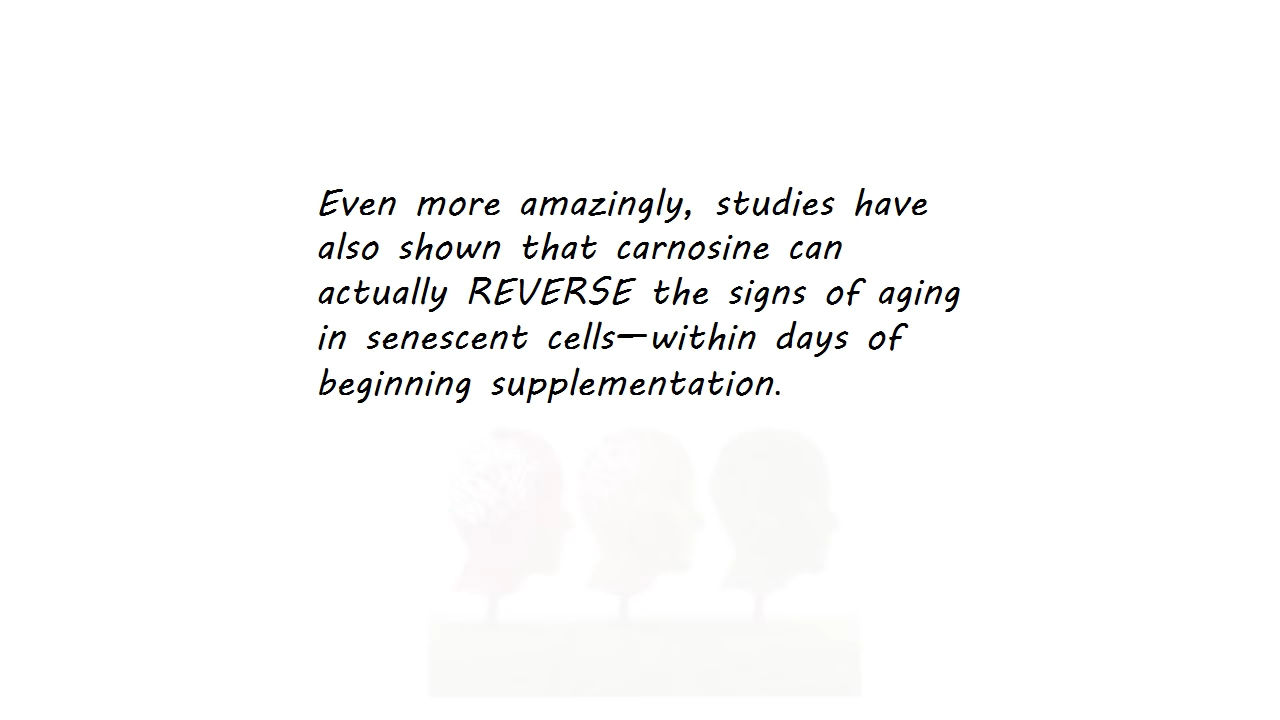 Even more amazingly, studies have
also shown that carnosine can
actually REVERSE the signs of aging
in senescent cells—within days of
beginning supplementation.